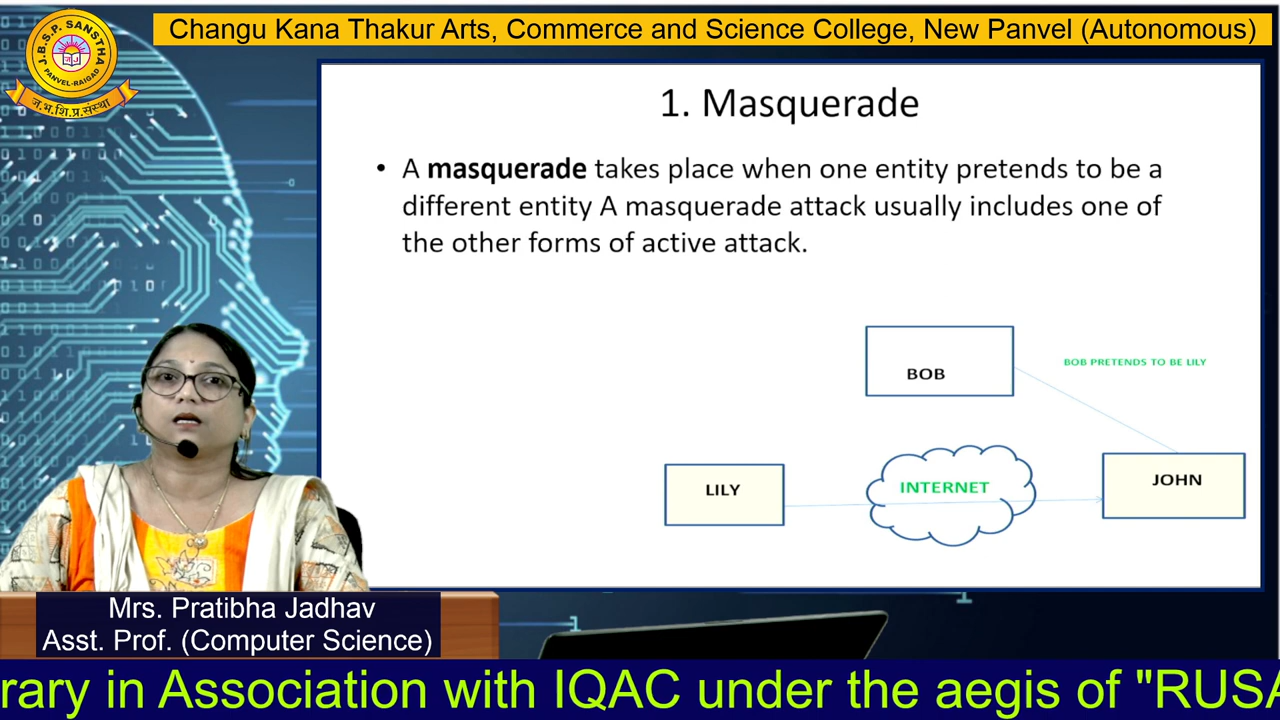 Changu Kana Thakur Arts, Commerce and Science College, New Panvel (Autonomous)
J.B.S.P. SANSTHA
PANVEL-RAIGAD
ज.भ.शि.प्र.संस्था
1. Masquerade
• A masquerade takes place when one entity pretends to be a
different entity A masquerade attack usually includes one of
the other forms of active attack.
BOB
BOB PRETENDS TO BE LILY
LILY
INTERNET
JOHN
Mrs. Pratibha Jadhav
Asst. Prof. (Computer Science)
rary in Association with IQAC under the aegis of "RUSA